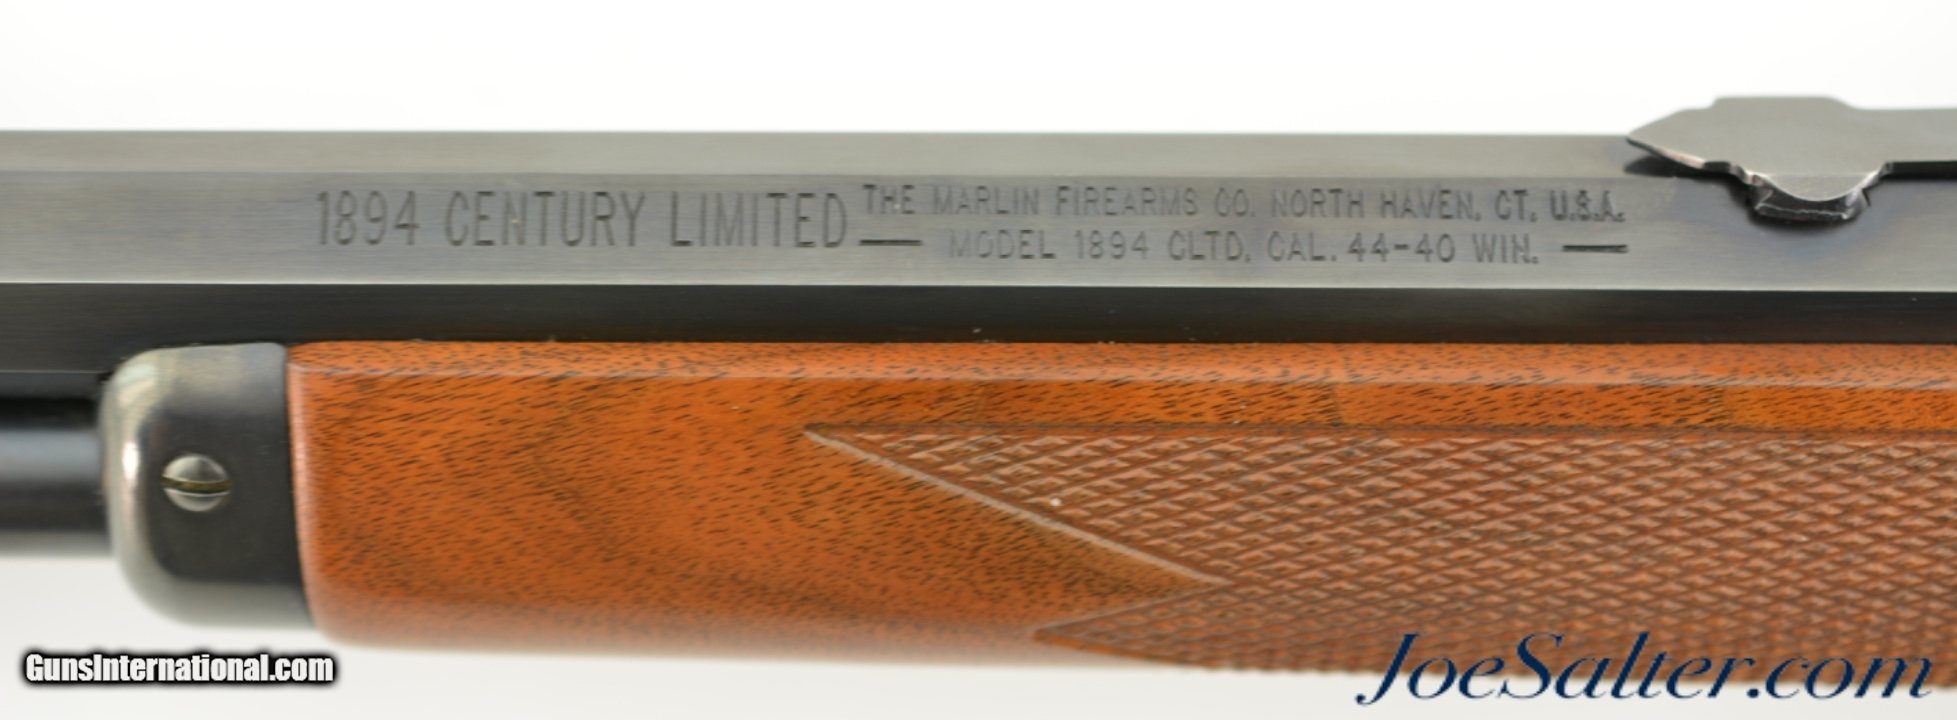 1894 CENTURY LIMITED
THE MARLIN FIREARMS CO. NORTH HAVEN, CT. U.S.A.
MODEL 1894 CLTD. CAL. 44-40 WIN.
GunsInternational.com
JoeSalter.com